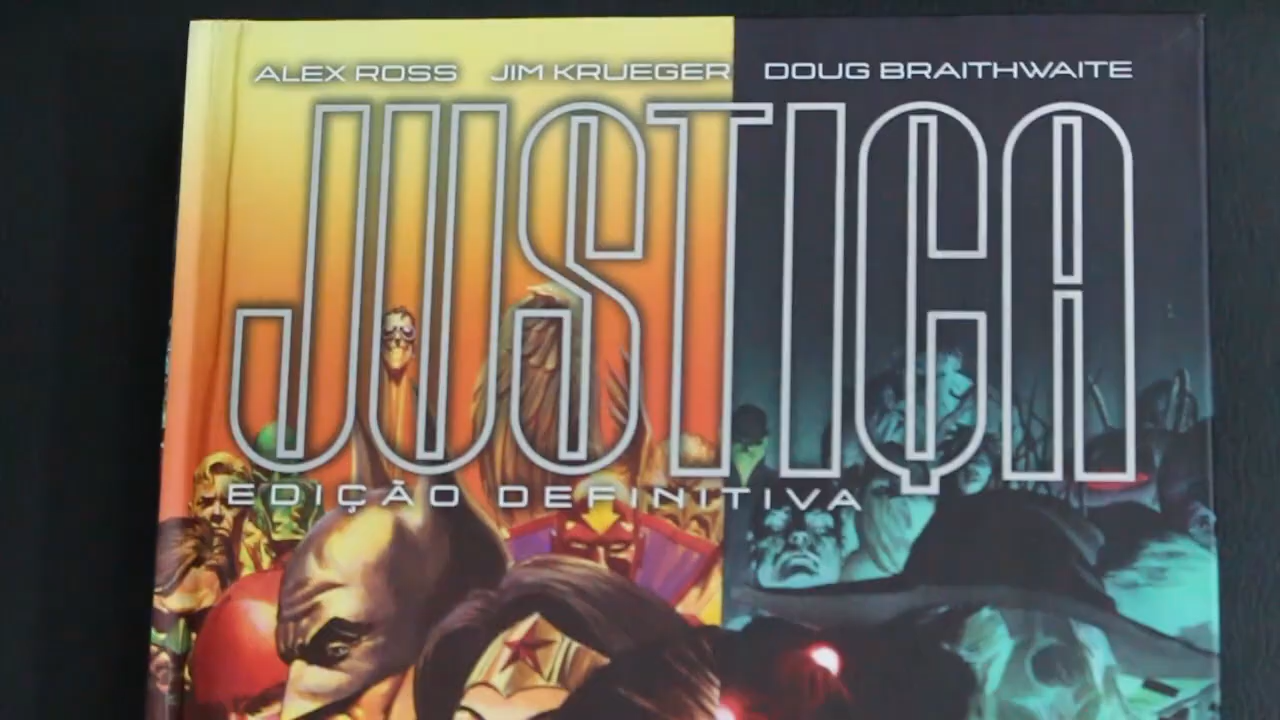 ALEX ROSS JIM KRUEGER DOUG BRAITHWAITE
JUSTIÇA
EDIÇÃO DEFINITIVA